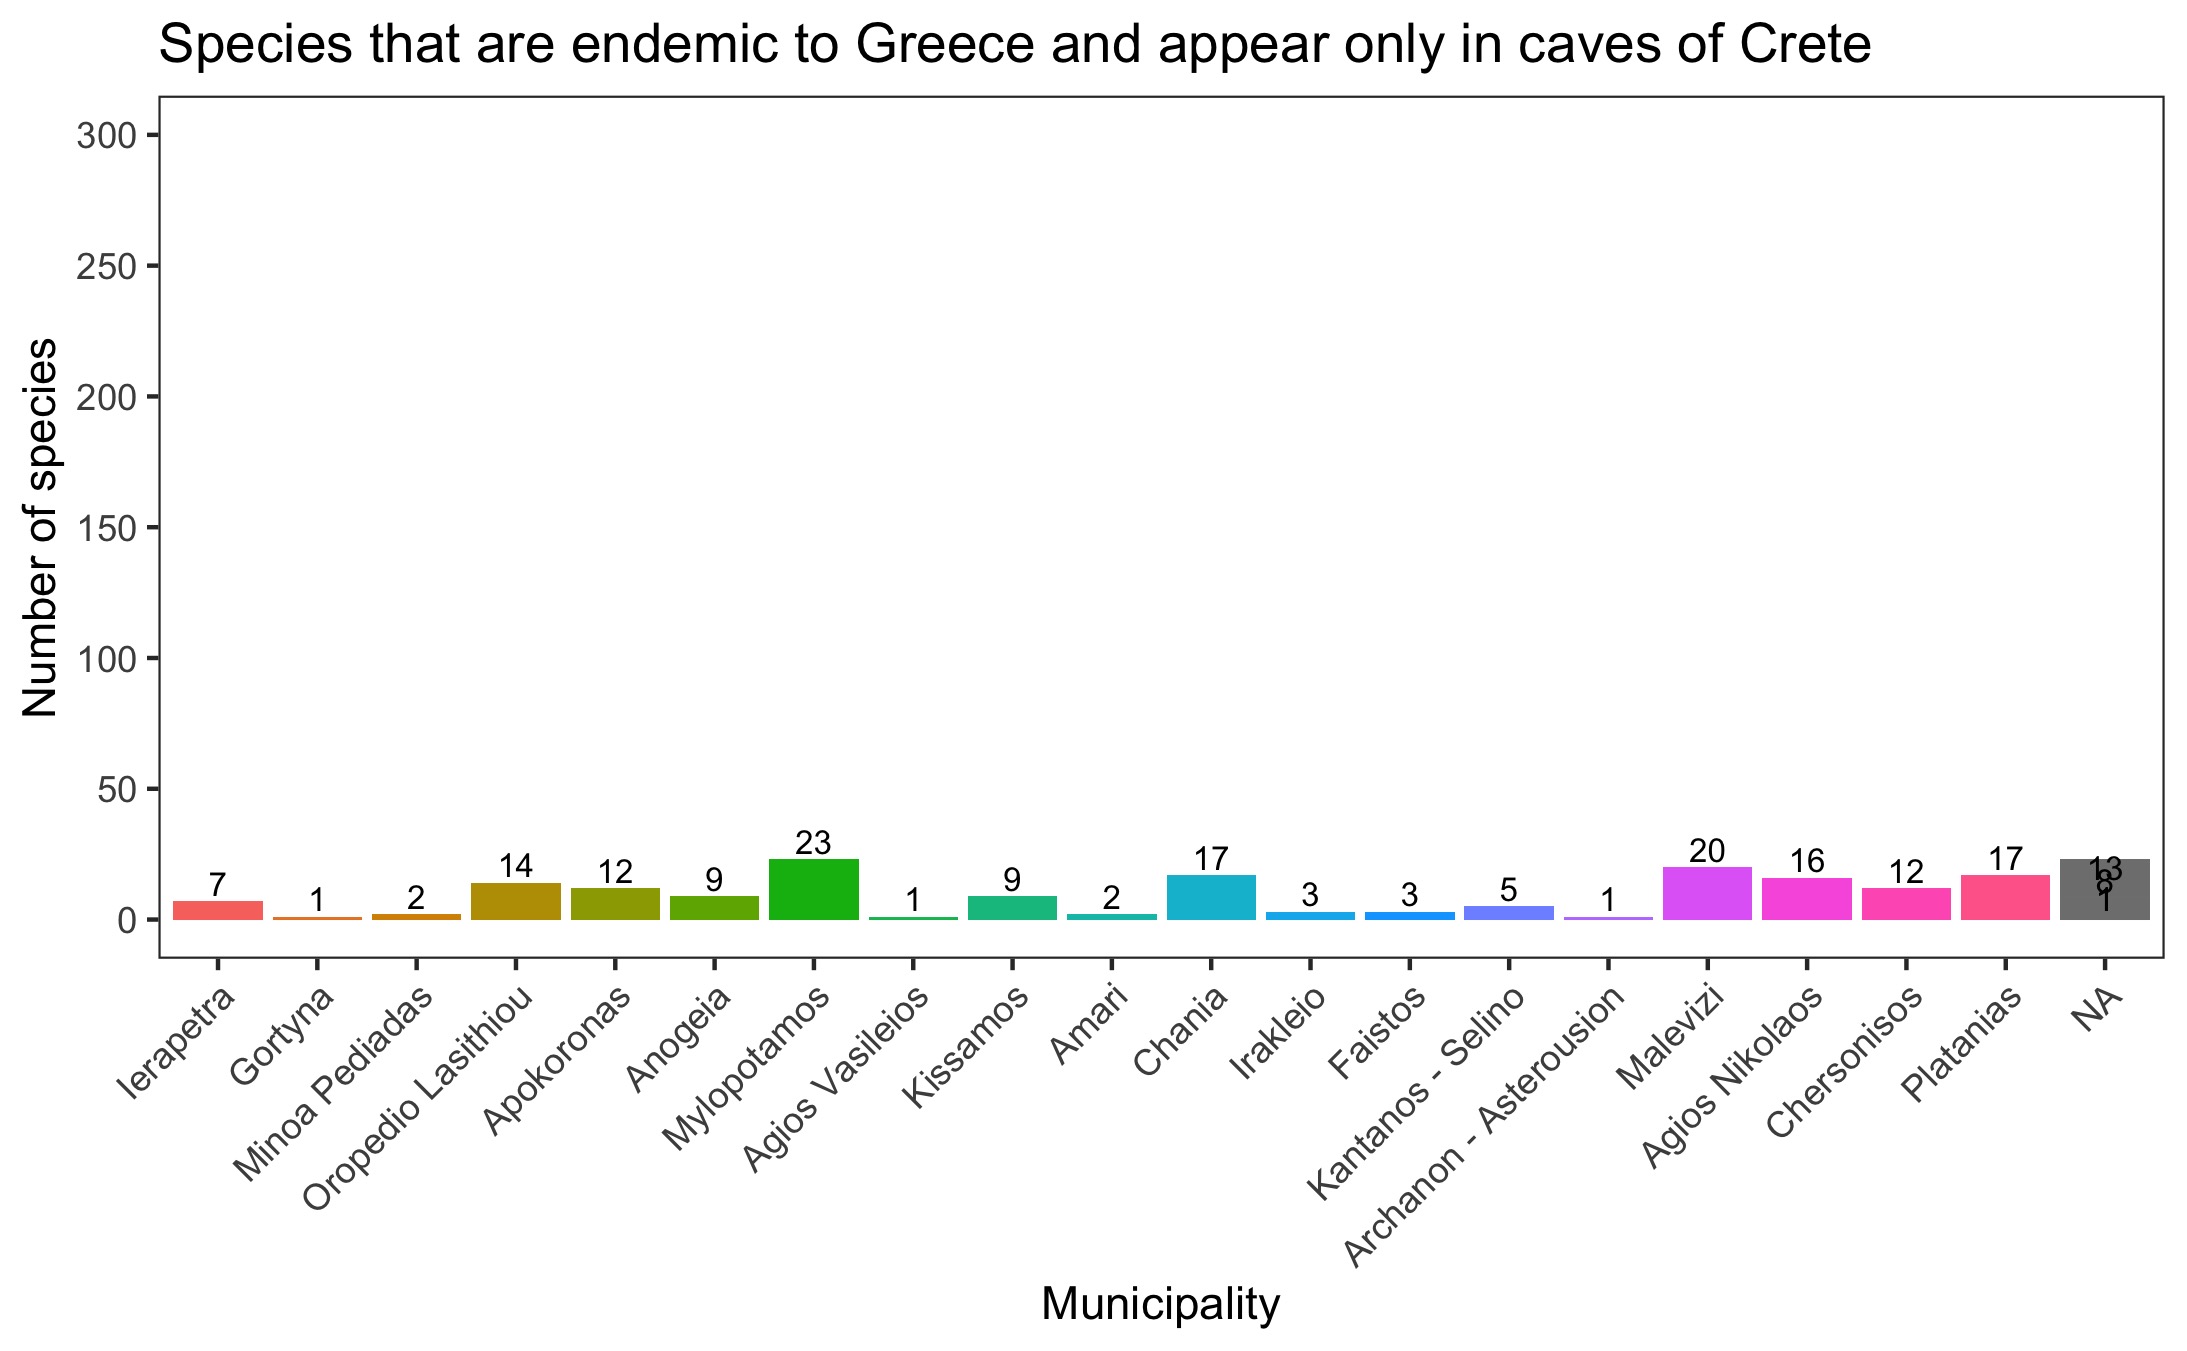 Species that are endemic to Greece and appear only in caves of Crete
Number of species
300
250
200
150
100
50
0
7
1
2
14
12
9
23
1
9
2
17
3
3
5
1
20
16
12
17
13
8
1
Ierapetra
Gortyna
Minoa Pediadas
Oropedio Lasithiou
Apokoronas
Anogeia
Mylopotamos
Agios Vasileios
Kissamos
Amari
Chania
Irakleio
Faistos
Kantanos - Selino
Archanon - Asterousion
Malevizi
Agios Nikolaos
Chersonisos
Platanias
NA
Municipality